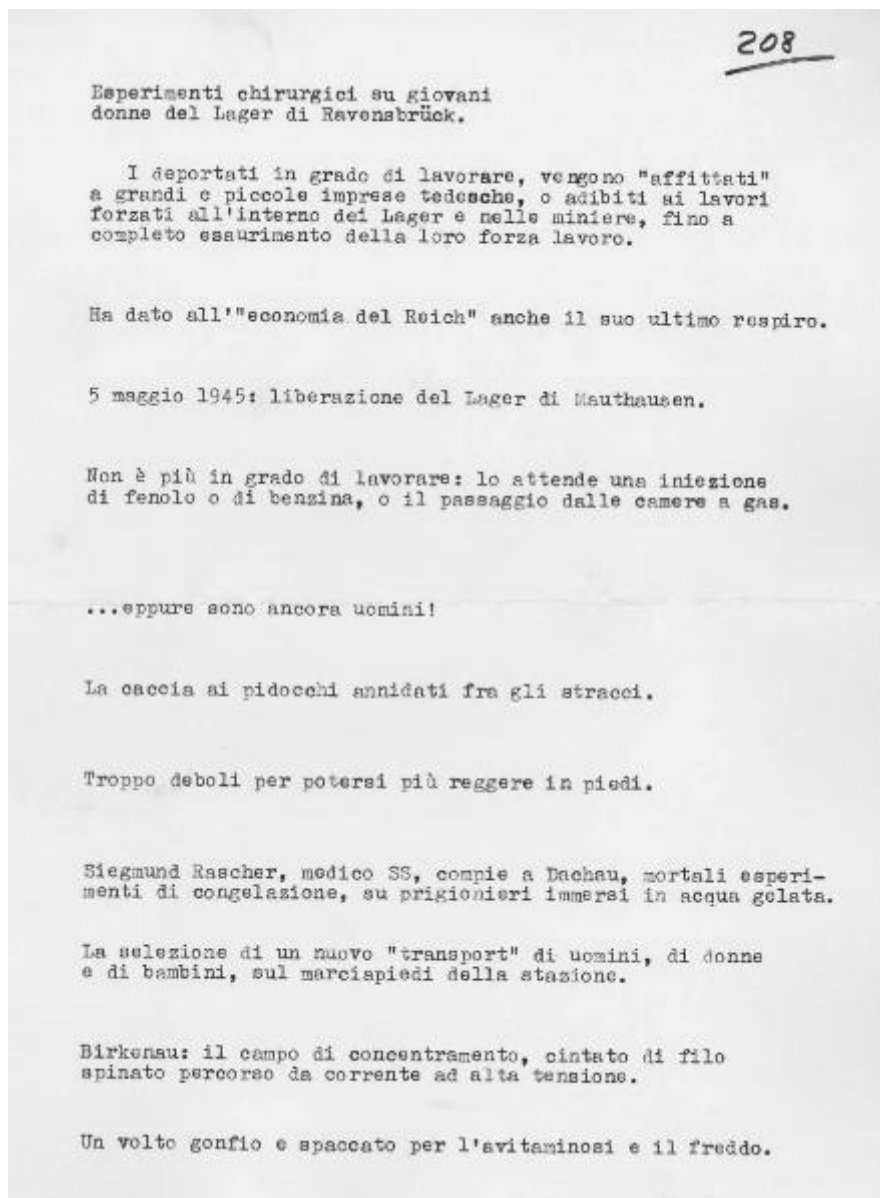 208
Esperimenti chirurgici su giovani
donne del Lager di Ravensbrück.
I deportati in grado di lavorare, vengono "affittati"
a grandi e piccole imprese tedesche, o adibiti ai lavori
forzati all'interno dei Lager e nelle miniere, fino a
completo esaurimento della loro forza lavoro.
Ha dato all'"economia del Reich" anche il suo ultimo respiro.
5 maggio 1945: liberazione del Lager di Mauthausen.
Non è più in grado di lavorare: lo attende una iniezione
di fenolo o di benzina, o il passaggio dalle camere a gas.
...eppure sono ancora uomini!
La caccia ai pidocchi annidati fra gli stracci.
Troppo deboli per potersi più reggere in piedi.
Siegmund Rascher, medico SS, compie a Dachau, mortali esperi-
menti di congelazione, su prigionieri immersi in acqua gelata.
La selezione di un nuovo "transport" di uomini, di donne
e di bambini, sul marciapiedi della stazione.
Birkenau: il campo di concentramento, cintato di filo
spinato percorso da corrente ad alta tensione.
Un volto gonfio e spaccato per l'avitaminosi e il freddo.